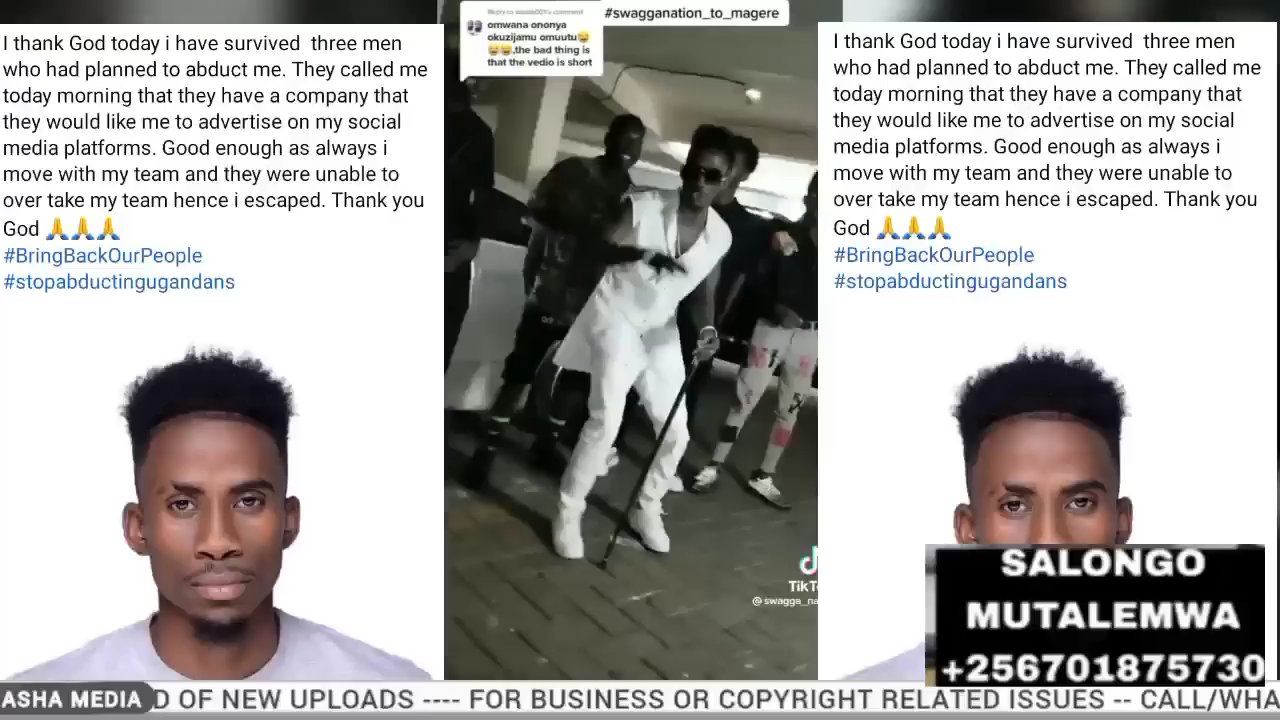 I thank God today i have survived three men
who had planned to abduct me. They called me
today morning that they have a company that
they would like me to advertise on my social
media platforms. Good enough as always i
move with my team and they were unable to
over take my team hence i escaped. Thank you
God 🙏🙏🙏
#BringBackOurPeople
#stopabductingugandans
omwana ononya
okuzijamu omuutu😂
😂😂,the bad thing is
that the vedio is short
#swagganation_to_magere
TikT
@swagga_na
I thank God today i have survived three men
who had planned to abduct me. They called me
today morning that they have a company that
they would like me to advertise on my social
media platforms. Good enough as always i
move with my team and they were unable to
over take my team hence i escaped. Thank you
God 🙏🙏🙏
#BringBackOurPeople
#stopabductingugandans
SALONGO
MUTALEMWA
+256701875730
ASHA MEDIA D OF NEW UPLOADS ---- FOR BUSINESS OR COPYRIGHT RELATED ISSUES -- CALL/WHA